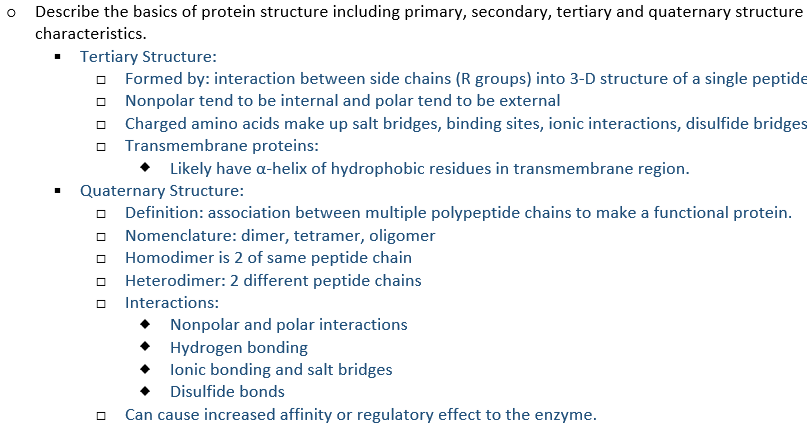 o Describe the basics of protein structure including primary, secondary, tertiary and quaternary structure
characteristics.
▪ Tertiary Structure:
□ Formed by: interaction between side chains (R groups) into 3-D structure of a single peptide
□ Nonpolar tend to be internal and polar tend to be external
□ Charged amino acids make up salt bridges, binding sites, ionic interactions, disulfide bridges
□ Transmembrane proteins:
◆ Likely have α-helix of hydrophobic residues in transmembrane region.
▪ Quaternary Structure:
□ Definition: association between multiple polypeptide chains to make a functional protein.
□ Nomenclature: dimer, tetramer, oligomer
□ Homodimer is 2 of same peptide chain
□ Heterodimer: 2 different peptide chains
□ Interactions:
◆ Nonpolar and polar interactions
◆ Hydrogen bonding
◆ Ionic bonding and salt bridges
◆ Disulfide bonds
□ Can cause increased affinity or regulatory effect to the enzyme.